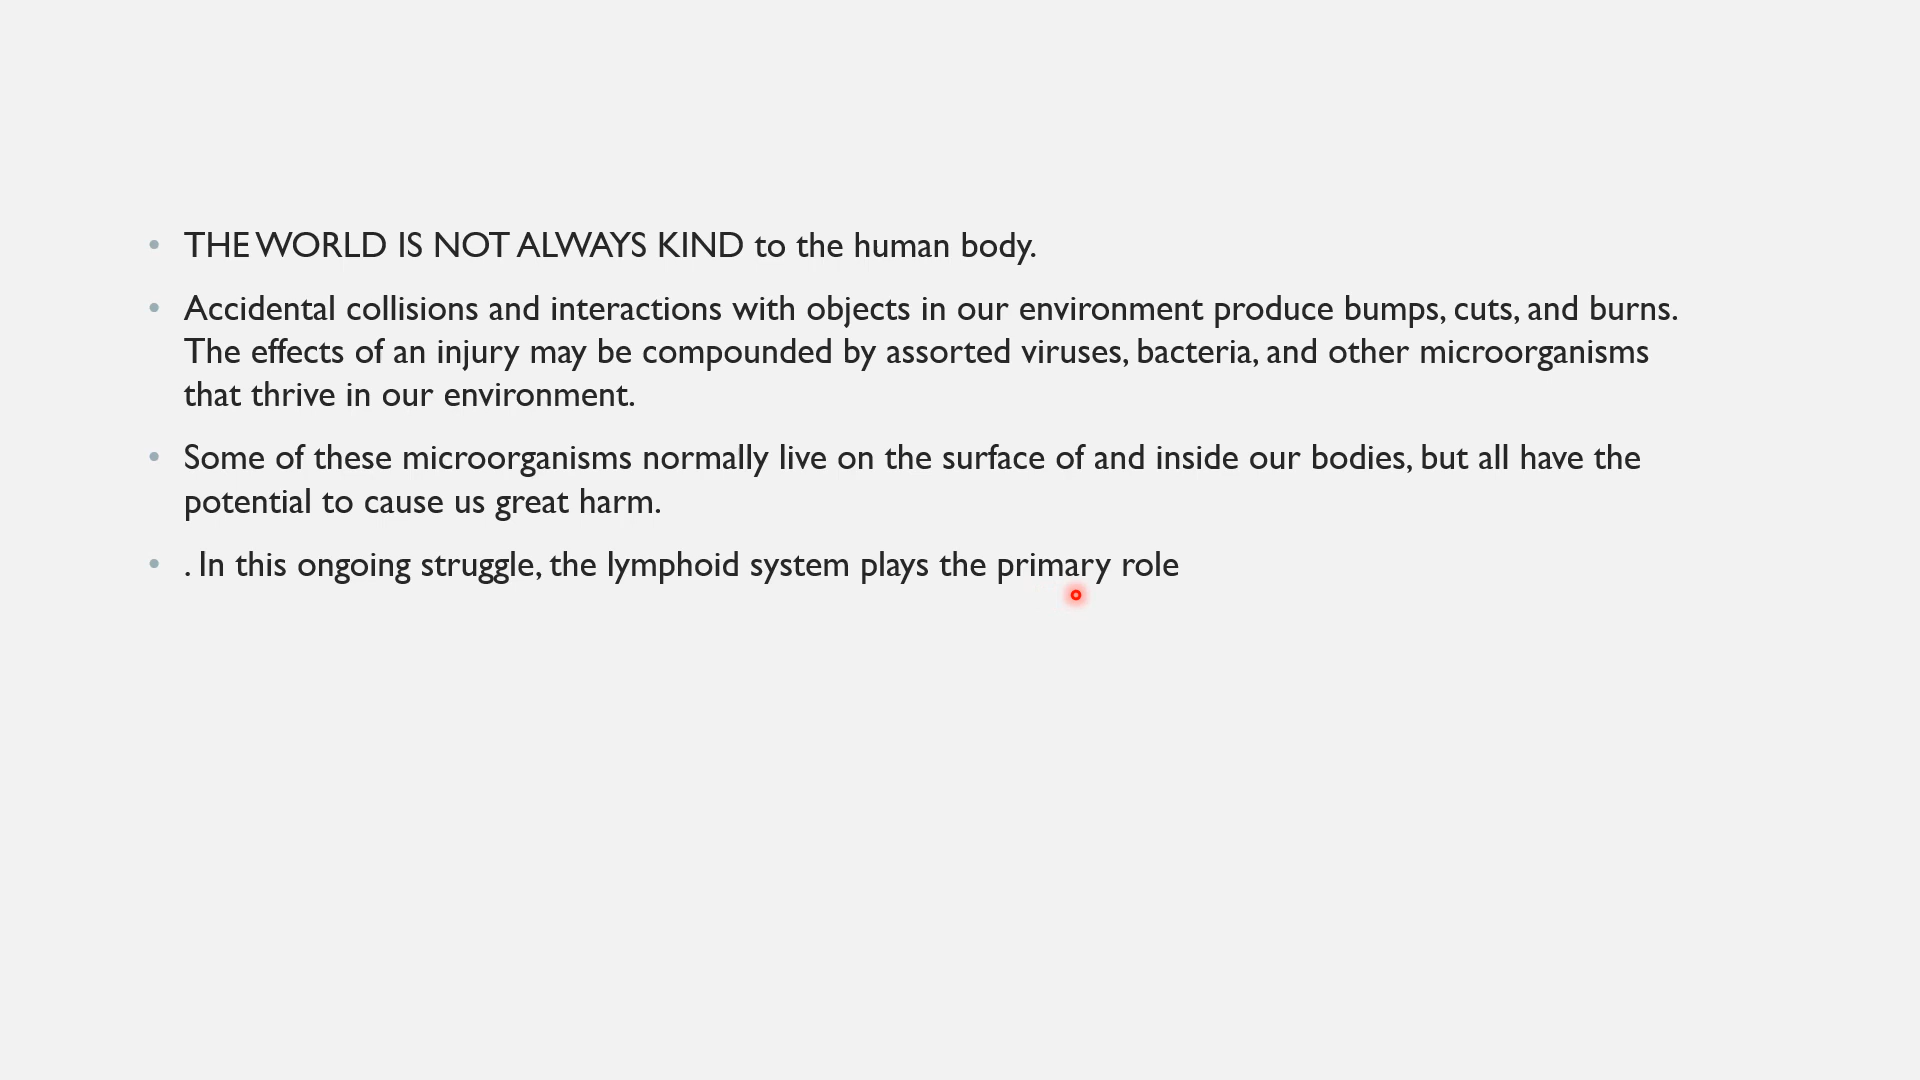 • THE WORLD IS NOT ALWAYS KIND to the human body.
• Accidental collisions and interactions with objects in our environment produce bumps, cuts, and burns.
The effects of an injury may be compounded by assorted viruses, bacteria, and other microorganisms
that thrive in our environment.
• Some of these microorganisms normally live on the surface of and inside our bodies, but all have the
potential to cause us great harm.
• . In this ongoing struggle, the lymphoid system plays the primary role